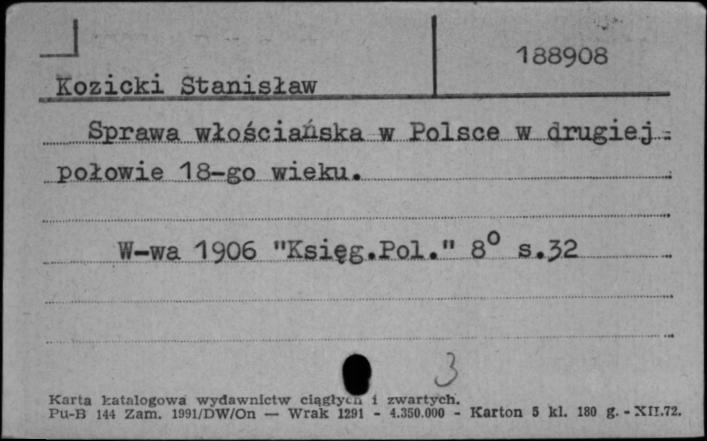 188908
Kozicki Stanisław
Sprawa włościańska w Polsce w drugiej
połowie 18-go wieku.
W-wa 1906 "Księg.Pol." 8° s.32
3
Karta katalogowa wydawnictw ciągłych i zwartych.
Pu-B 144 Zam. 1991/DW/On — Wrak 1291 - 4.350.000 - Karton 5 kl. 180 g. - XII.72.